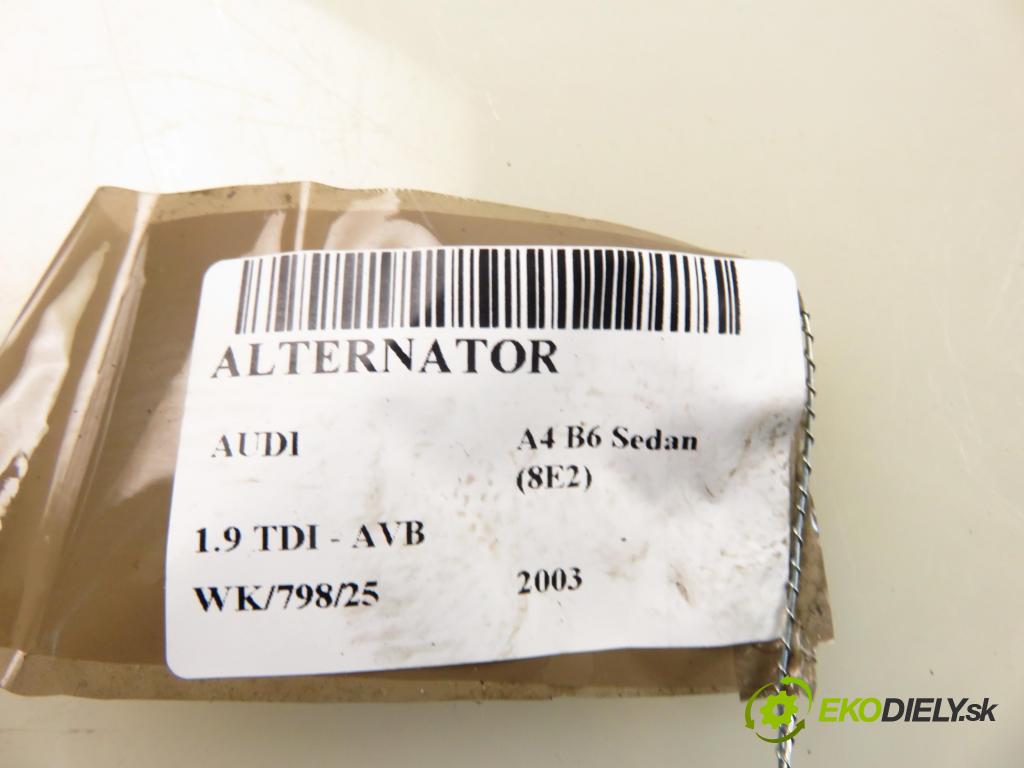 ALTERNATOR
AUDI
A4 B6 Sedan
(8E2)
1.9 TDI - AVB
WK/798/25
2003
EKODIELY.sk